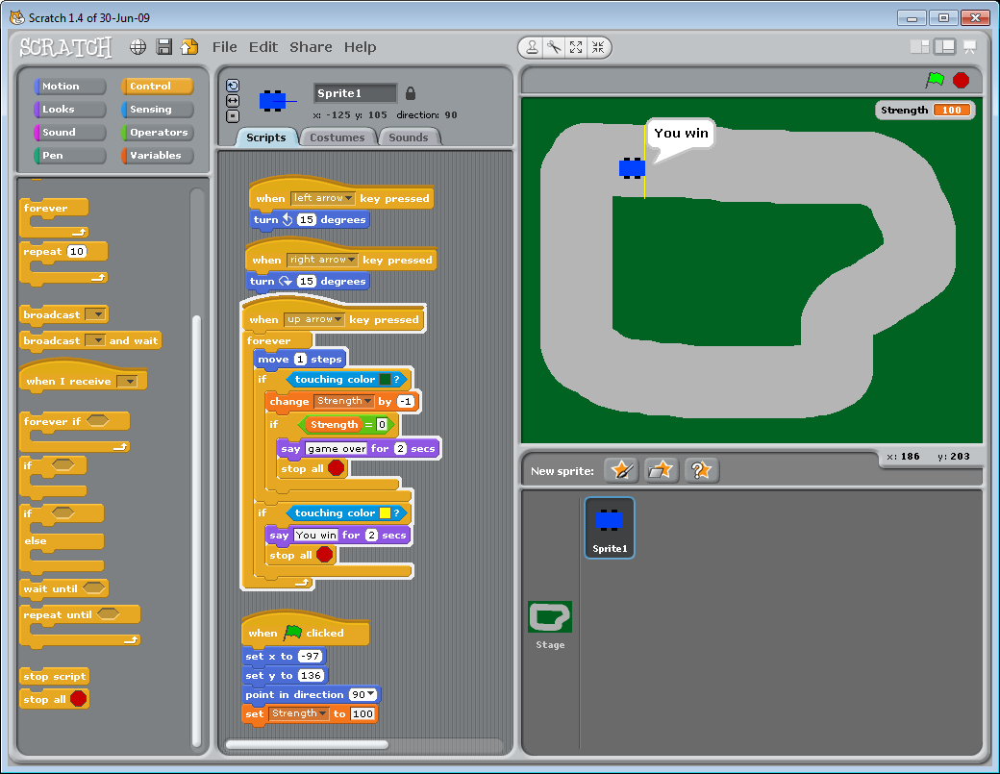 Scratch 1.4 of 30-Jun-09
SCRATCH File Edit Share Help
Motion Control
Looks Sensing
Sound Operators
Pen Variables
forever
repeat 10
broadcast
broadcast and wait
when I receive
forever if
if
if
else
wait until
repeat until
stop script
stop all
Sprite1
x: -125 y: 105 direction: 90
Scripts Costumes Sounds
when left arrow key pressed
turn 15 degrees
when right arrow key pressed
turn 15 degrees
when up arrow key pressed
forever
move 1 steps
if touching color ?
change Strength by -1
if Strength = 0
say game over for 2 secs
stop all
if touching color ?
say You win for 2 secs
stop all
when clicked
set x to -97
set y to 136
point in direction 90
set Strength to 100
Strength 100
You win
x: 186 y: 203
New sprite:
Sprite1
Stage